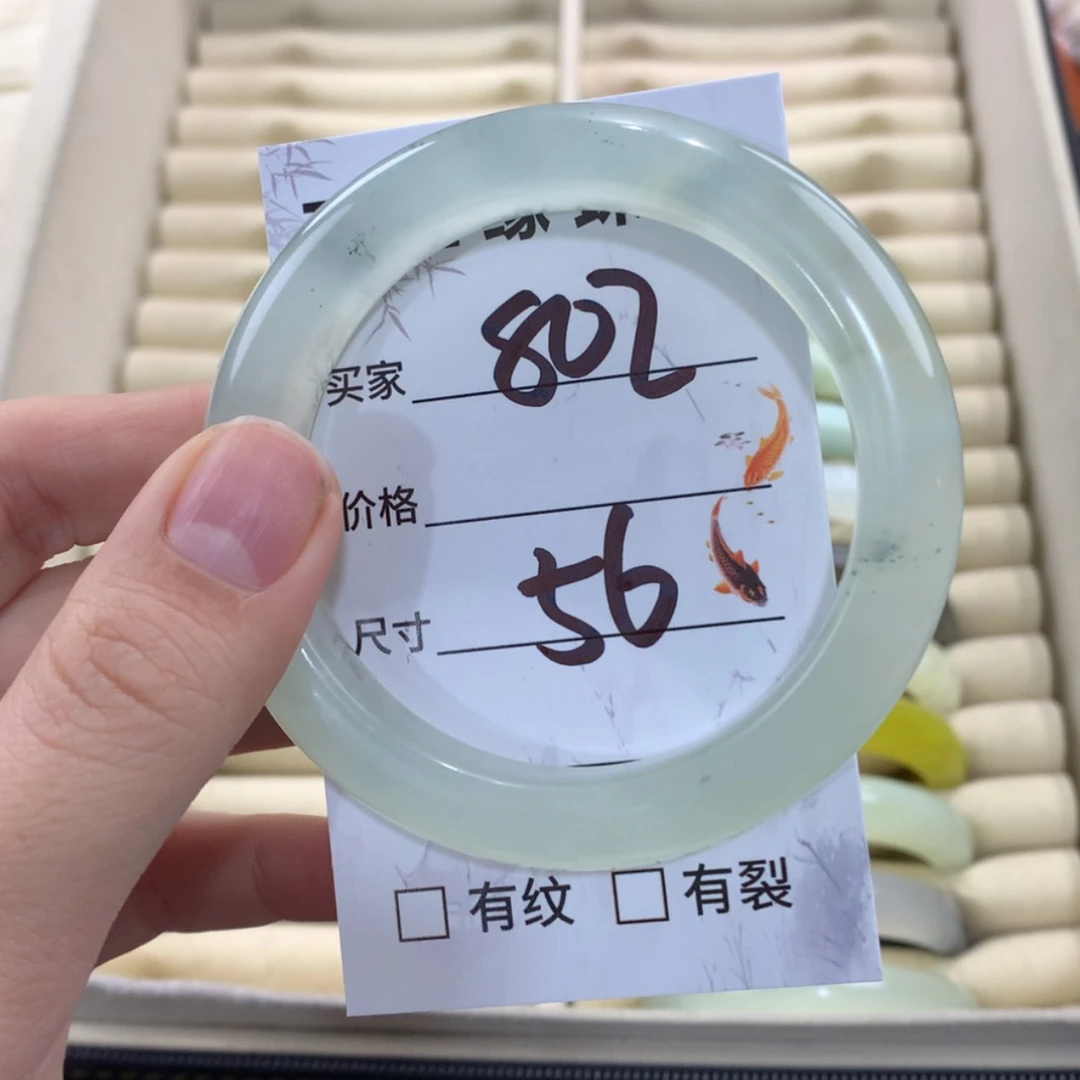 买家 802
价格
尺寸 56
□ 有纹 □ 有裂